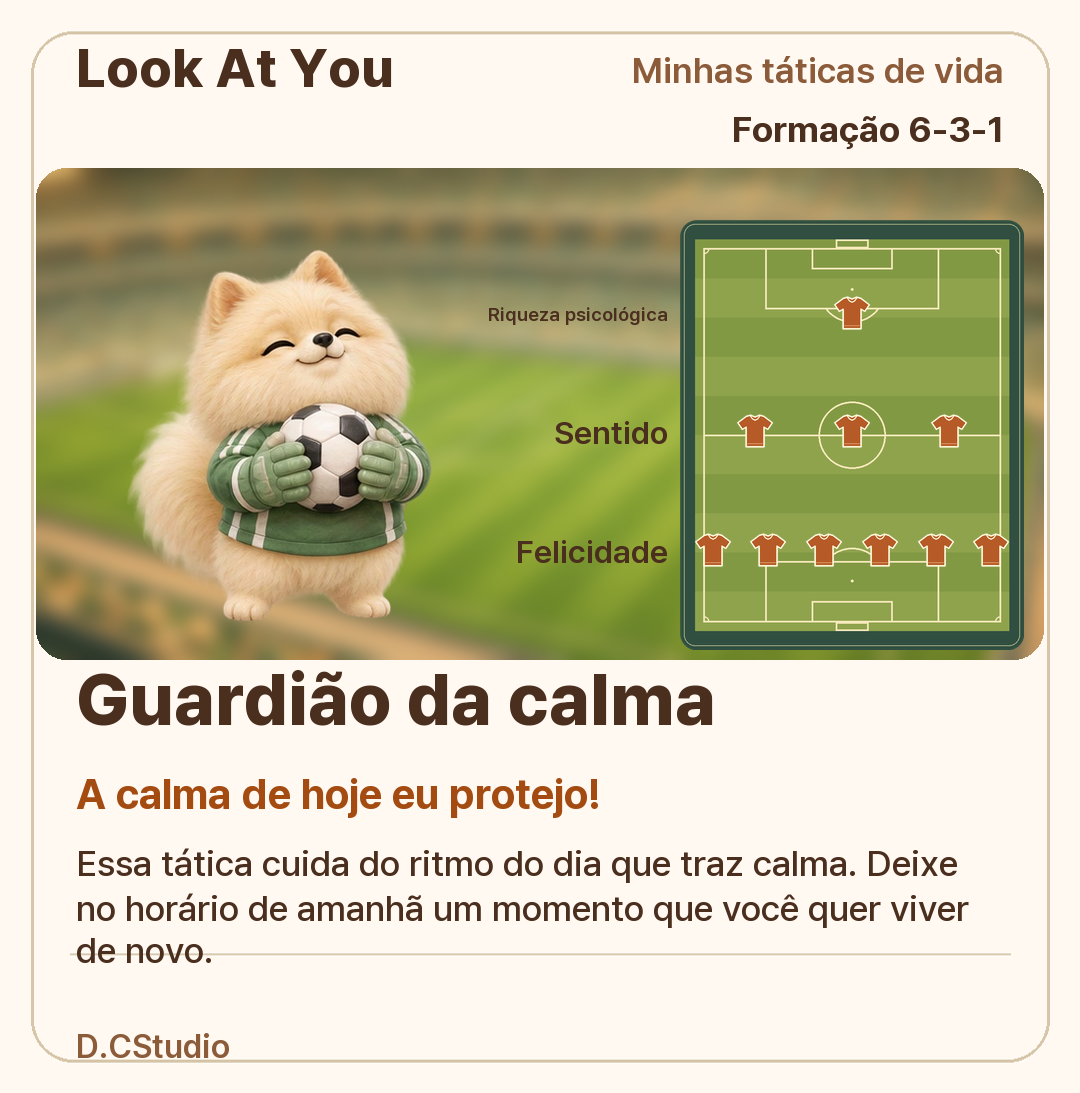 Look At You
Minhas táticas de vida
Formação 6-3-1
Riqueza psicológica
Sentido
Felicidade
Guardião da calma
A calma de hoje eu protejo!
Essa tática cuida do ritmo do dia que traz calma. Deixe
no horário de amanhã um momento que você quer viver
de novo.
D.CStudio